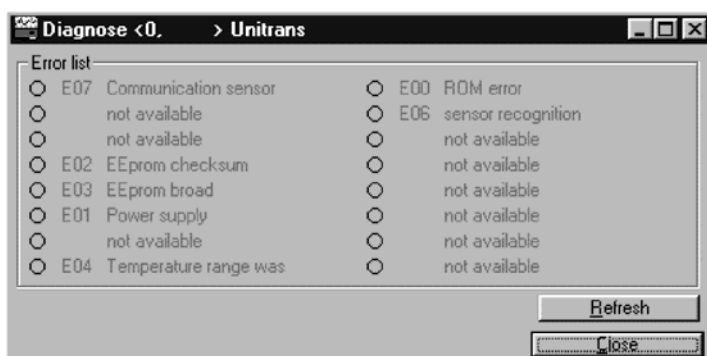 Diagnose <0, > Unitrans
Error list
E07 Communication sensor
not available
not available
E02 EEprom checksum
E03 EEprom broad
E01 Power supply
not available
E04 Temperature range was
E00 ROM error
E06 sensor recognition
not available
not available
not available
not available
not available
not available
Refresh
Close